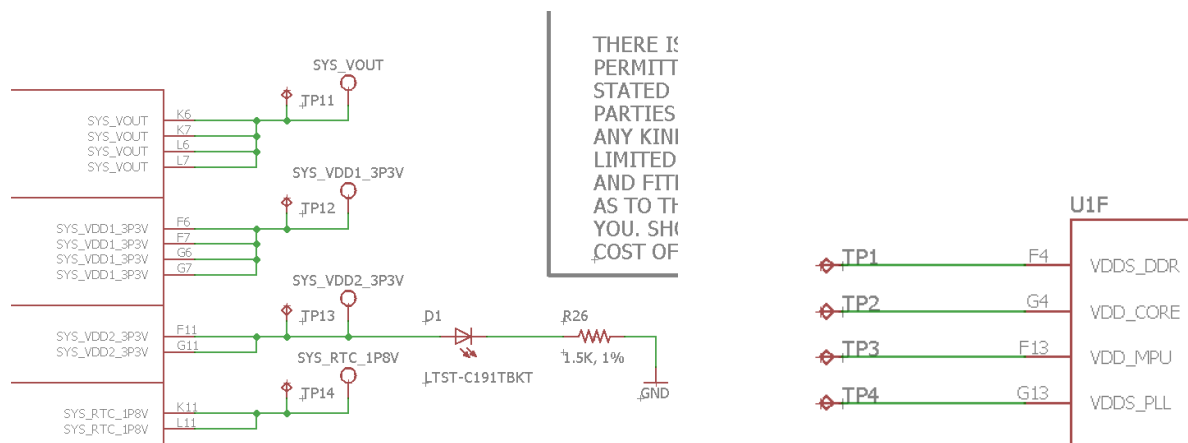 SYS_VOUT
TP11
SYS_VOUT K6
SYS_VOUT K7
SYS_VOUT L6
SYS_VOUT L7
SYS_VDD1_3P3V
TP12
SYS_VDD1_3P3V F6
SYS_VDD1_3P3V F7
SYS_VDD1_3P3V G6
SYS_VDD1_3P3V G7
SYS_VDD2_3P3V
TP13
SYS_VDD2_3P3V F11
SYS_VDD2_3P3V G11
D1
LTST-C191TBKT
R26
1.5K, 1%
GND
SYS_RTC_1P8V
TP14
SYS_RTC_1P8V K11
SYS_RTC_1P8V L11
THERE IS
PERMITT
STATED
PARTIES
ANY KIN
LIMITED
AND FIT
AS TO TH
YOU. SH
COST OF
U1F
TP1 F4 VDDS_DDR
TP2 G4 VDD_CORE
TP3 F13 VDD_MPU
TP4 G13 VDDS_PLL